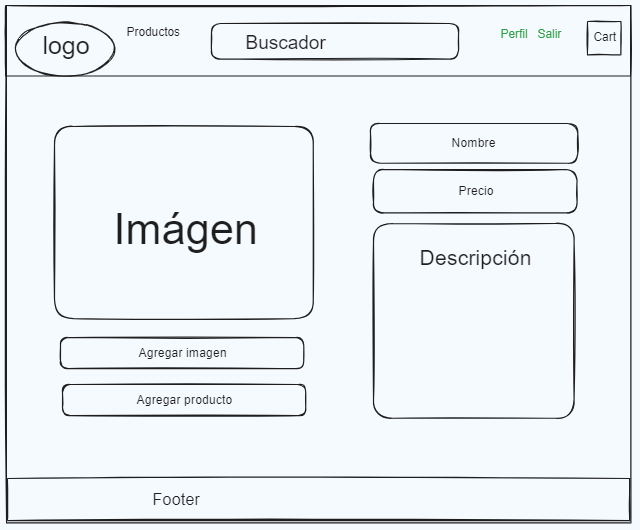 logo
Productos
Buscador
Perfil Salir
Cart
Imágen
Agregar imagen
Agregar producto
Nombre
Precio
Descripción
Footer